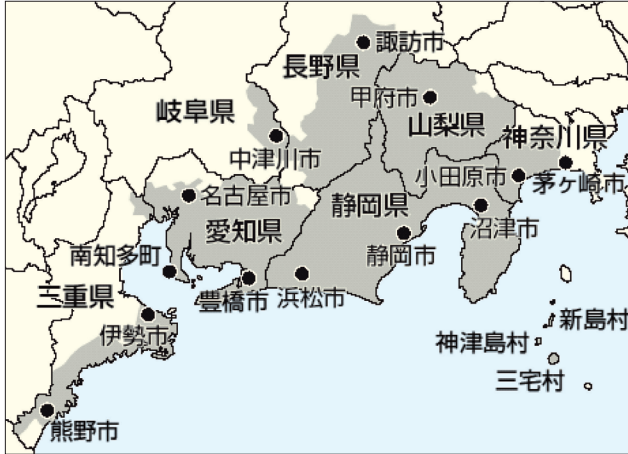 諏訪市
長野県
甲府市
岐阜県
山梨県
神奈川県
中津川市
小田原市
茅ヶ崎市
名古屋市
静岡県
愛知県
沼津市
静岡市
南知多町
三重県
豊橋市
浜松市
伊勢市
新島村
神津島村
三宅村
熊野市